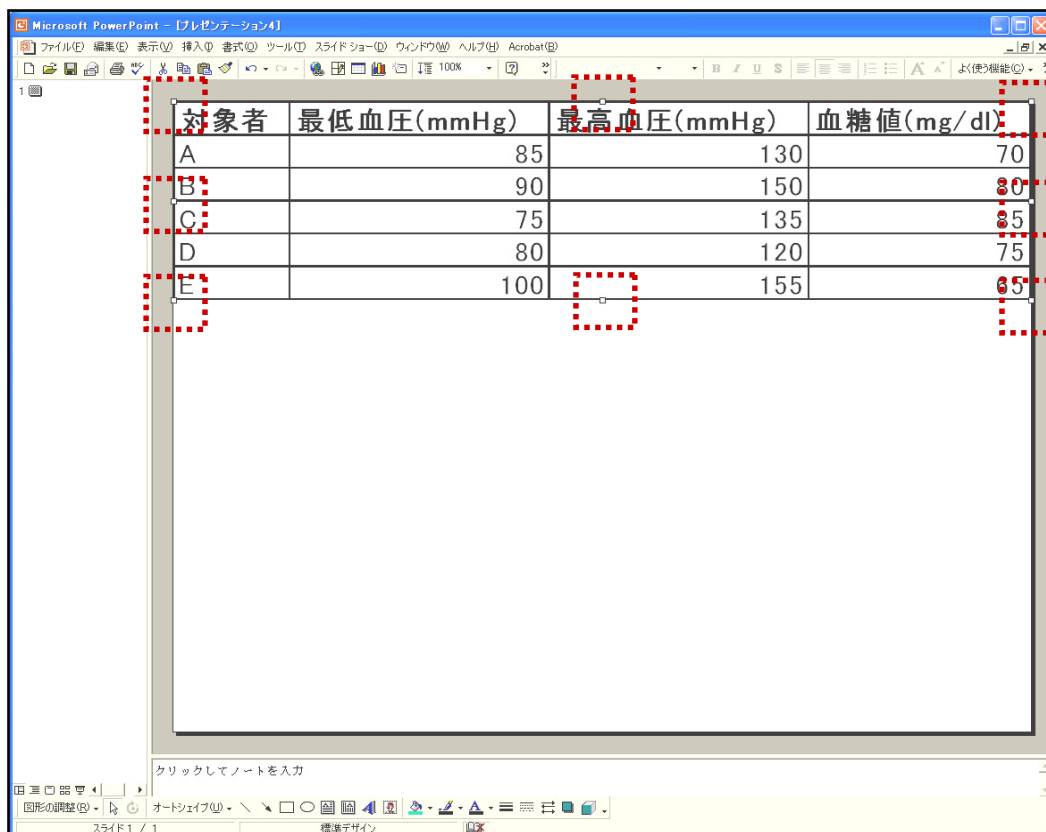 Microsoft PowerPoint - [プレゼンテーション4]
ファイル(F) 編集(E) 表示(V) 挿入(I) 書式(O) ツール(T) スライド ショー(D) ウィンドウ(W) ヘルプ(H) Acrobat(B)
100% B I U S よく使う機能(C)
1
対象者 最低血圧(mmHg) 最高血圧(mmHg) 血糖値(mg/dl)
A 85 130 70
B 90 150 80
C 75 135 85
D 80 120 75
E 100 155 65
クリックしてノートを入力
図形の調整(R) オートシェイプ(U)
スライド 1 / 1 標準デザイン